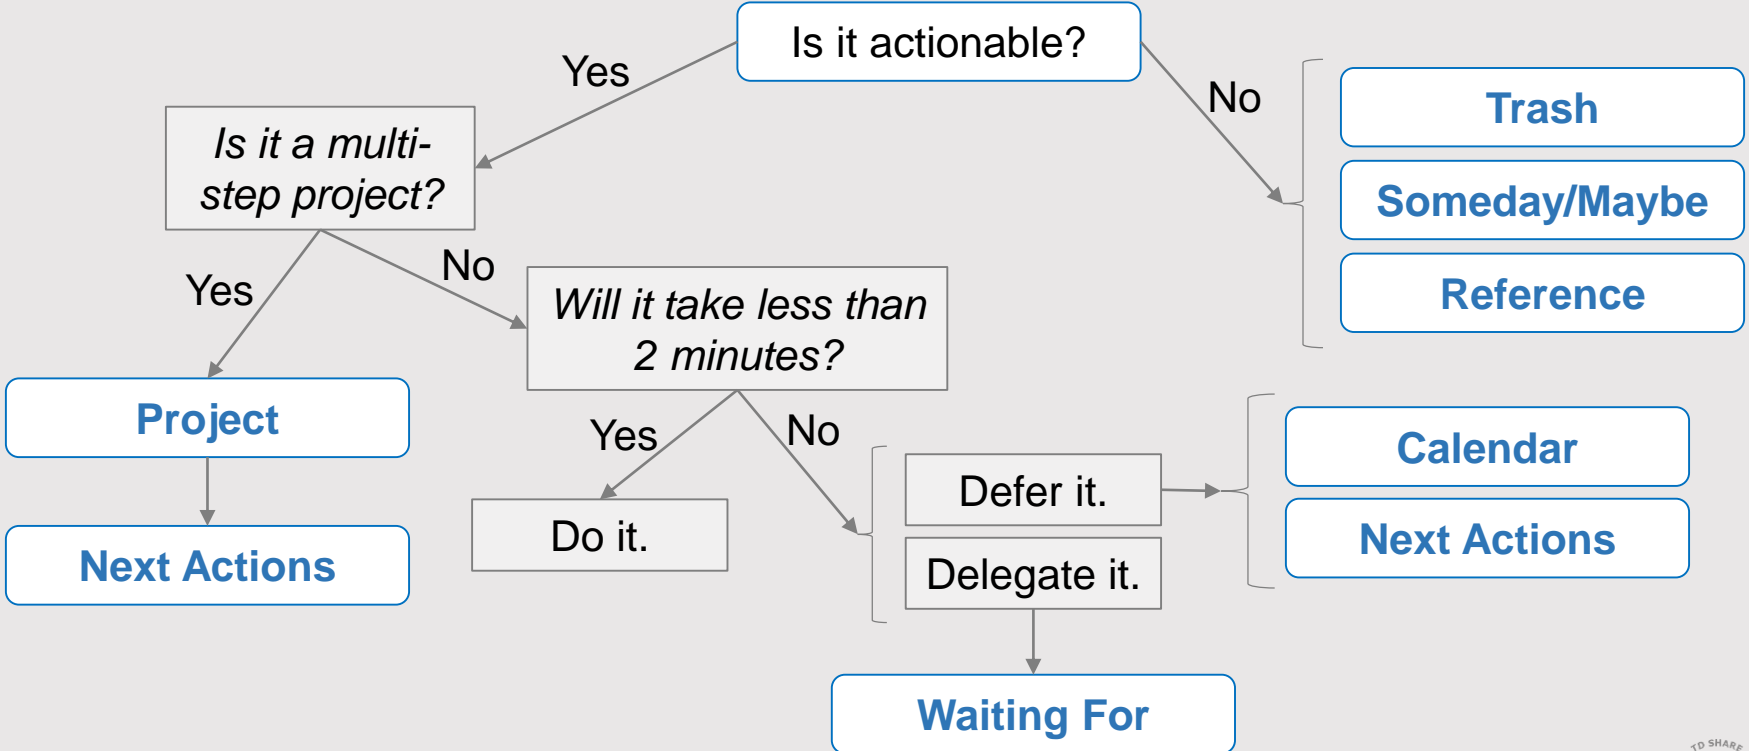 Is it actionable?
Yes
No
Trash
Is it a multi-
step project?
Someday/Maybe
Reference
Yes
No
Will it take less than
2 minutes?
Project
Yes
No
Calendar
Defer it.
Do it.
Next Actions
Next Actions
Delegate it.
Waiting For
TD SHARE